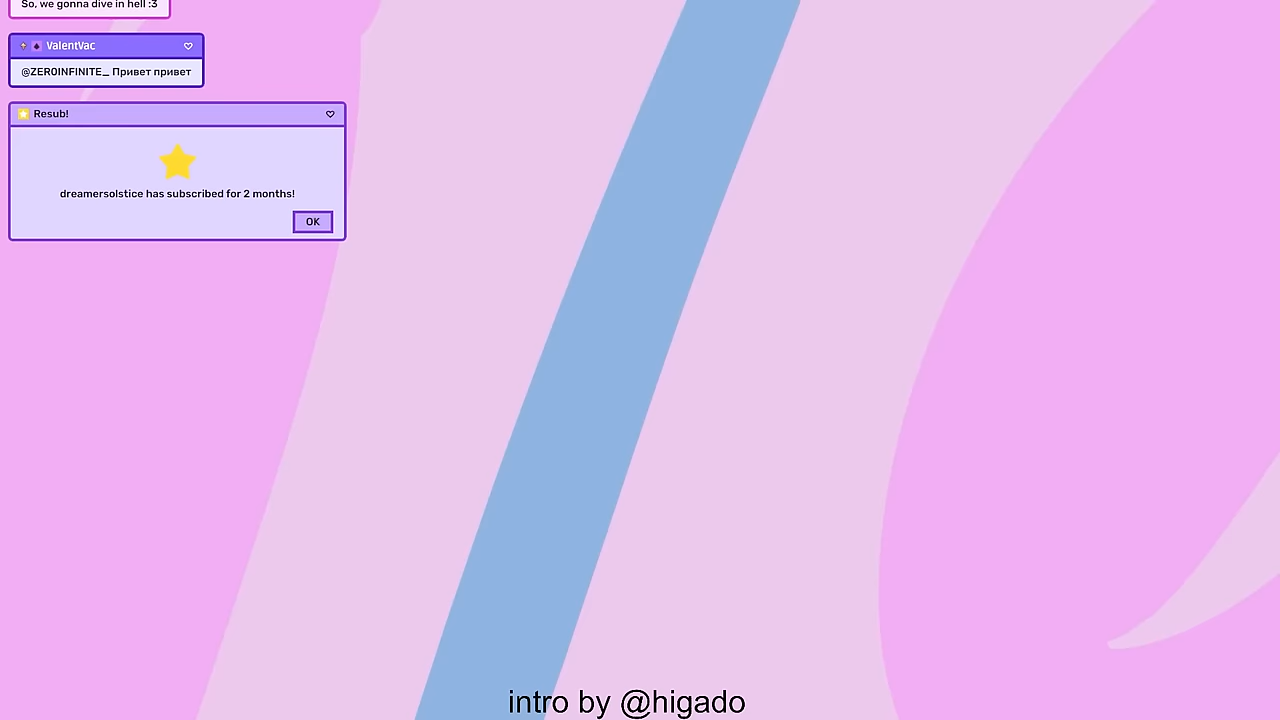 So, we gonna dive in hell :3
ValentVac
@ZER0INFINITE_ Привет привет
Resub!
dreamersolstice has subscribed for 2 months!
OK
intro by @higado